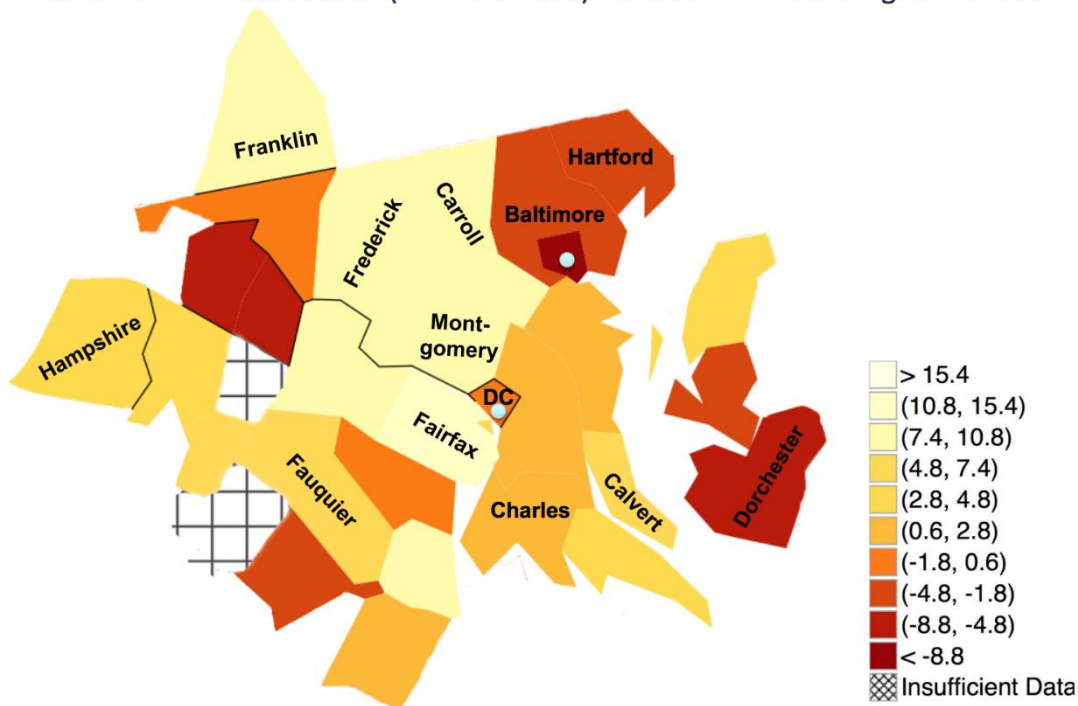 Franklin
Hartford
Baltimore
Carroll
Frederick
Mont-
gomery
Hampshire
DC
Fairfax
Fauquier
Charles
Calvert
Dorchester
> 15.4
(10.8, 15.4)
(7.4, 10.8)
(4.8, 7.4)
(2.8, 4.8)
(0.6, 2.8)
(-1.8, 0.6)
(-4.8, -1.8)
(-8.8, -4.8)
< -8.8
Insufficient Data